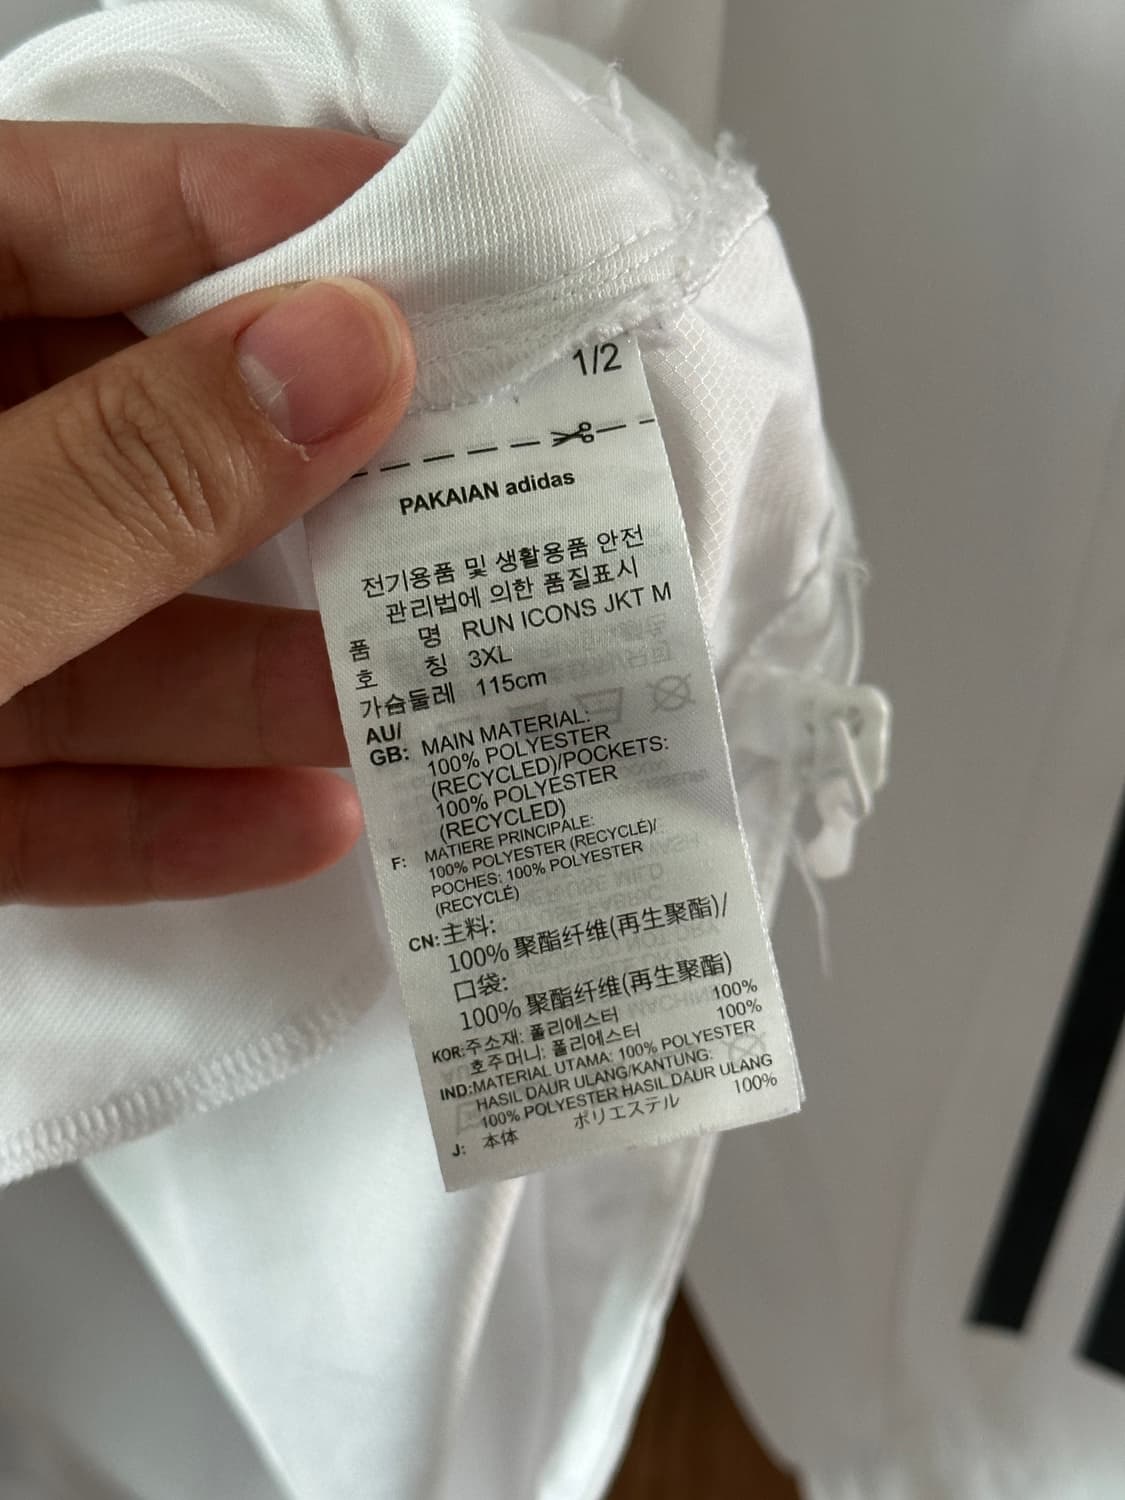 1/2
PAKAIAN adidas
전기용품 및 생활용품 안전
관리법에 의한 품질표시
품 명 RUN ICONS JKT M
호 칭 3XL
가슴둘레 115cm
AU/
GB: MAIN MATERIAL:
100% POLYESTER
(RECYCLED)/POCKETS:
100% POLYESTER
(RECYCLED)
F: MATIERE PRINCIPALE:
100% POLYESTER (RECYCLÉ)/
POCHES: 100% POLYESTER
(RECYCLÉ)
CN: 主料:
100% 聚酯纤维(再生聚酯)/
口袋:
100% 聚酯纤维(再生聚酯)
KOR: 주소재: 폴리에스터 100%
호주머니: 폴리에스터 100%
IND: MATERIAL UTAMA: 100% POLYESTER
HASIL DAUR ULANG/KANTUNG:
100% POLYESTER HASIL DAUR ULANG
J: 本体 ポリエステル 100%